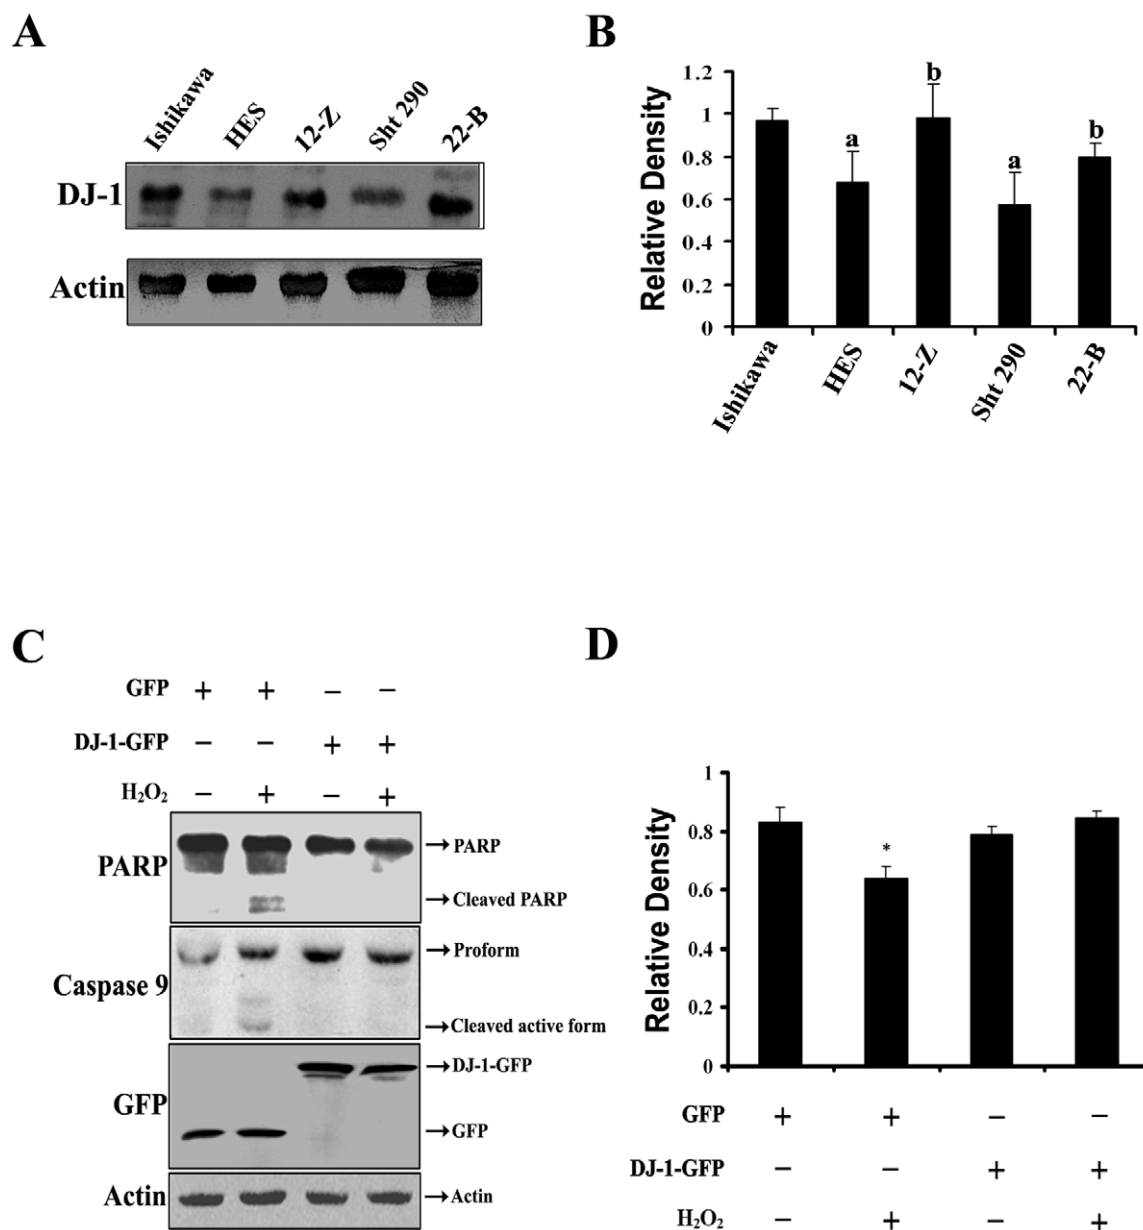 A
Ishikawa HES 12-Z Sht 290 22-B
DJ-1
Actin
B
Relative Density
1.2
1
0.8
0.6
0.4
0.2
0
a
b
a
b
Ishikawa HES 12-Z Sht 290 22-B
C
GFP + + − −
DJ-1-GFP − − + +
H₂O₂ − + − +
PARP
→PARP
→Cleaved PARP
Caspase 9
→Proform
→Cleaved active form
GFP
→DJ-1-GFP
→GFP
Actin
→Actin
D
Relative Density
1
0.8
0.6
0.4
0.2
0
*
GFP + + − −
DJ-1-GFP − − + +
H₂O₂ − + − +